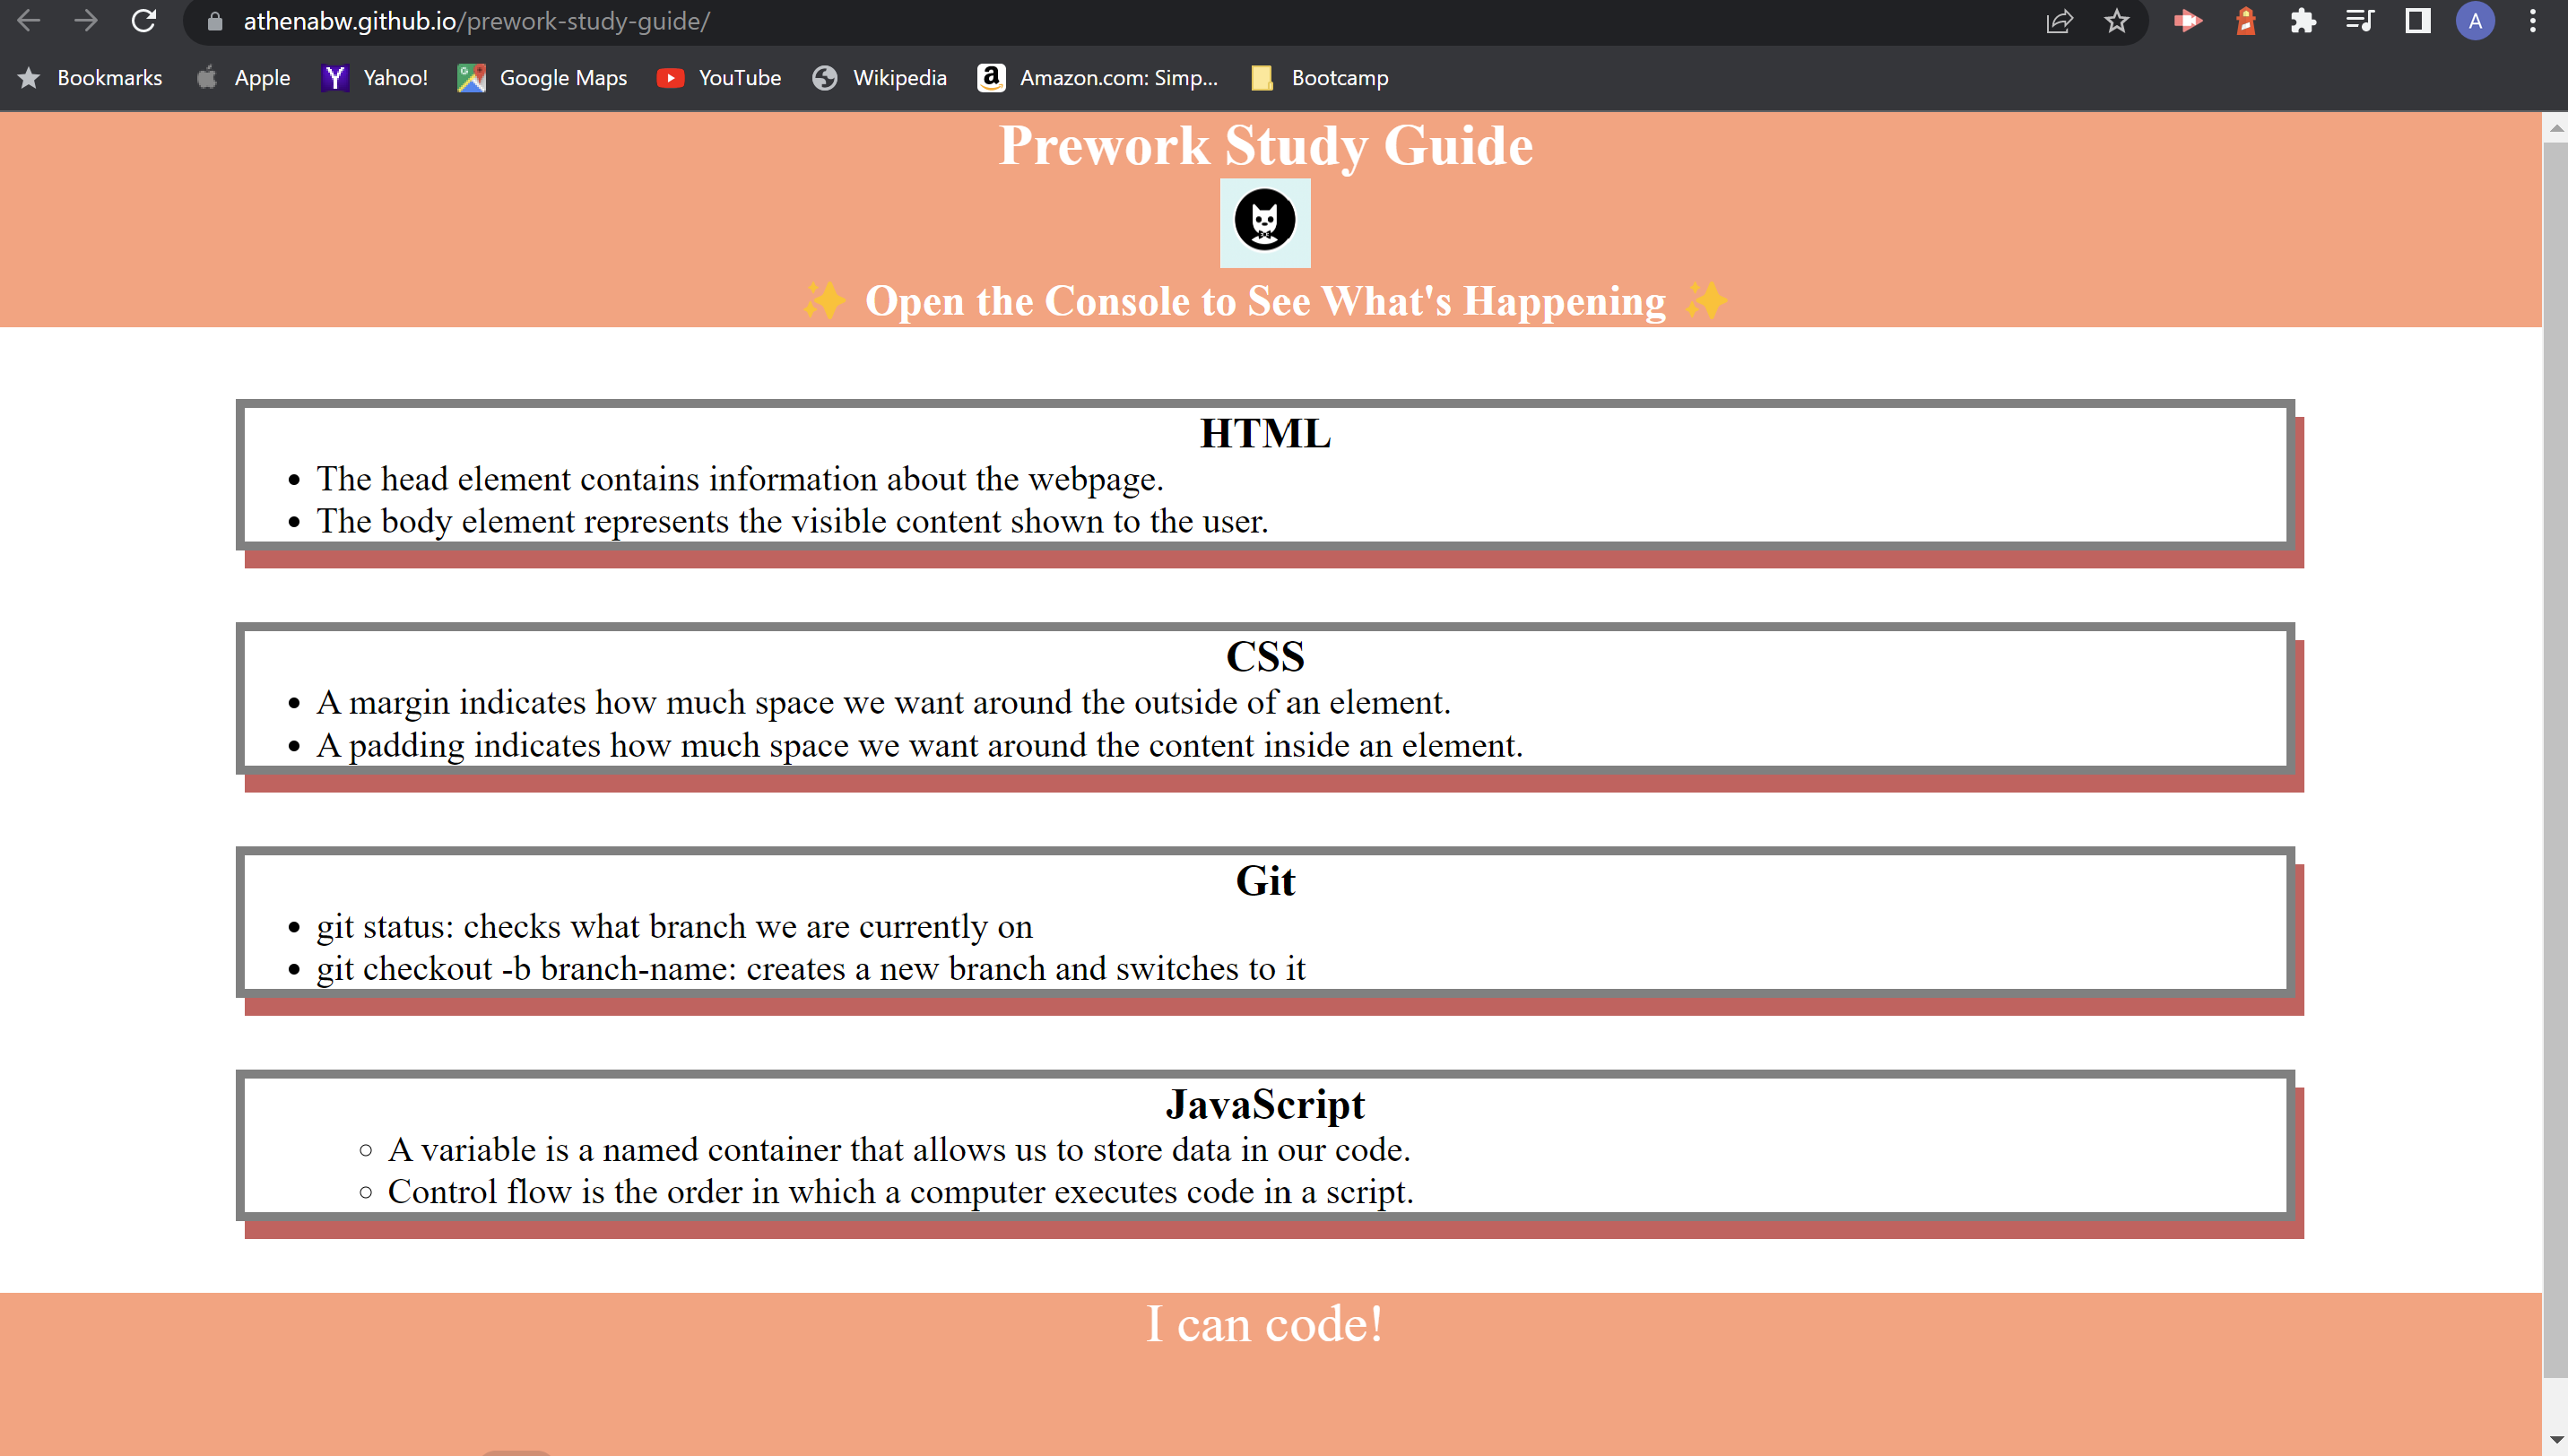 athenabw.github.io/prework-study-guide/
A
Bookmarks Apple Yahoo! Google Maps YouTube Wikipedia Amazon.com: Simp... Bootcamp
Prework Study Guide
✨ Open the Console to See What's Happening ✨
HTML
• The head element contains information about the webpage.
• The body element represents the visible content shown to the user.
CSS
• A margin indicates how much space we want around the outside of an element.
• A padding indicates how much space we want around the content inside an element.
Git
• git status: checks what branch we are currently on
• git checkout -b branch-name: creates a new branch and switches to it
JavaScript
◦ A variable is a named container that allows us to store data in our code.
◦ Control flow is the order in which a computer executes code in a script.
I can code!